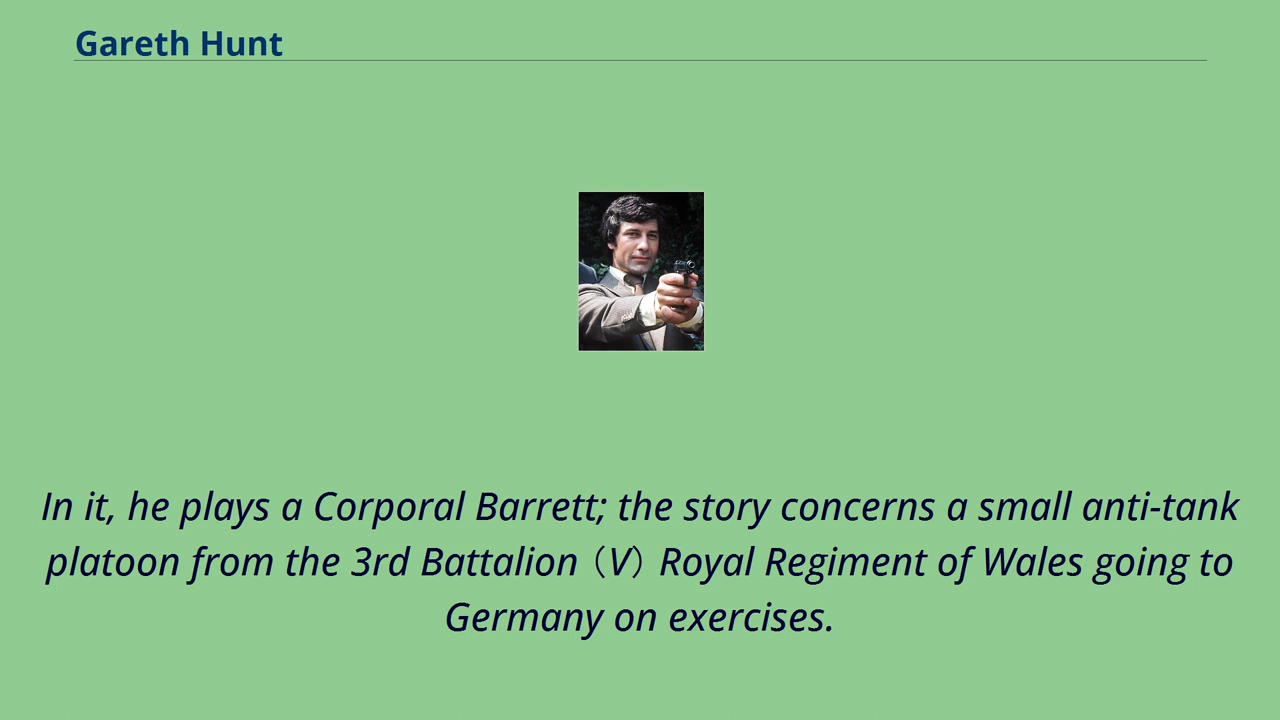 Gareth Hunt
In it, he plays a Corporal Barrett; the story concerns a small anti-tank
platoon from the 3rd Battalion（V）Royal Regiment of Wales going to
Germany on exercises.